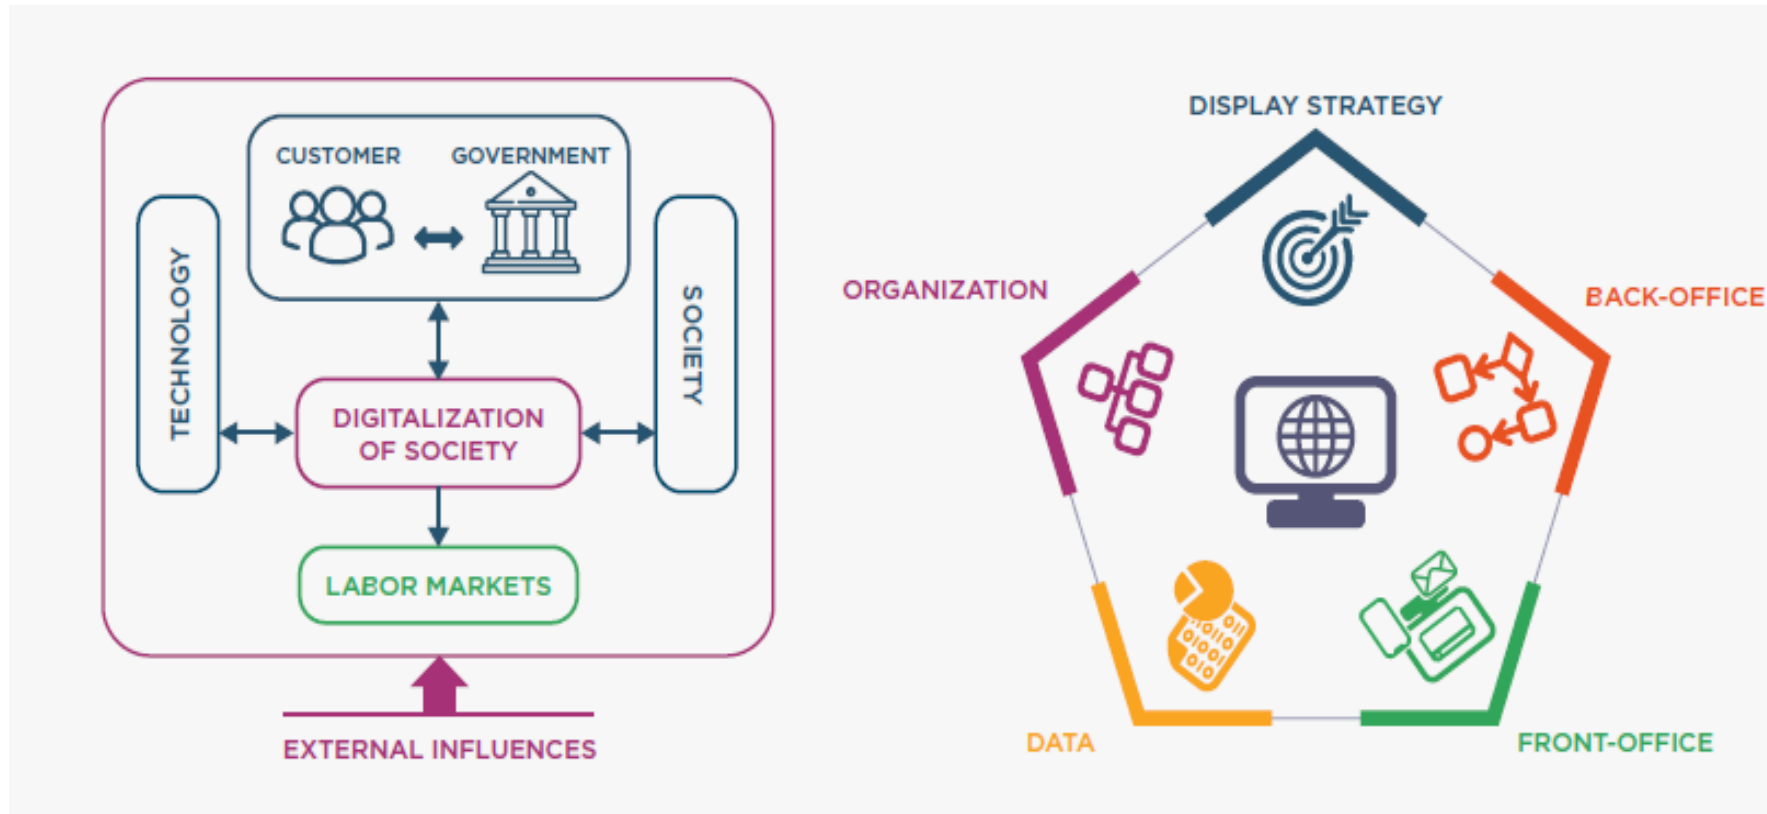 CUSTOMER
GOVERNMENT
TECHNOLOGY
SOCIETY
DIGITALIZATION
OF SOCIETY
LABOR MARKETS
EXTERNAL INFLUENCES
DISPLAY STRATEGY
ORGANIZATION
BACK-OFFICE
DATA
FRONT-OFFICE